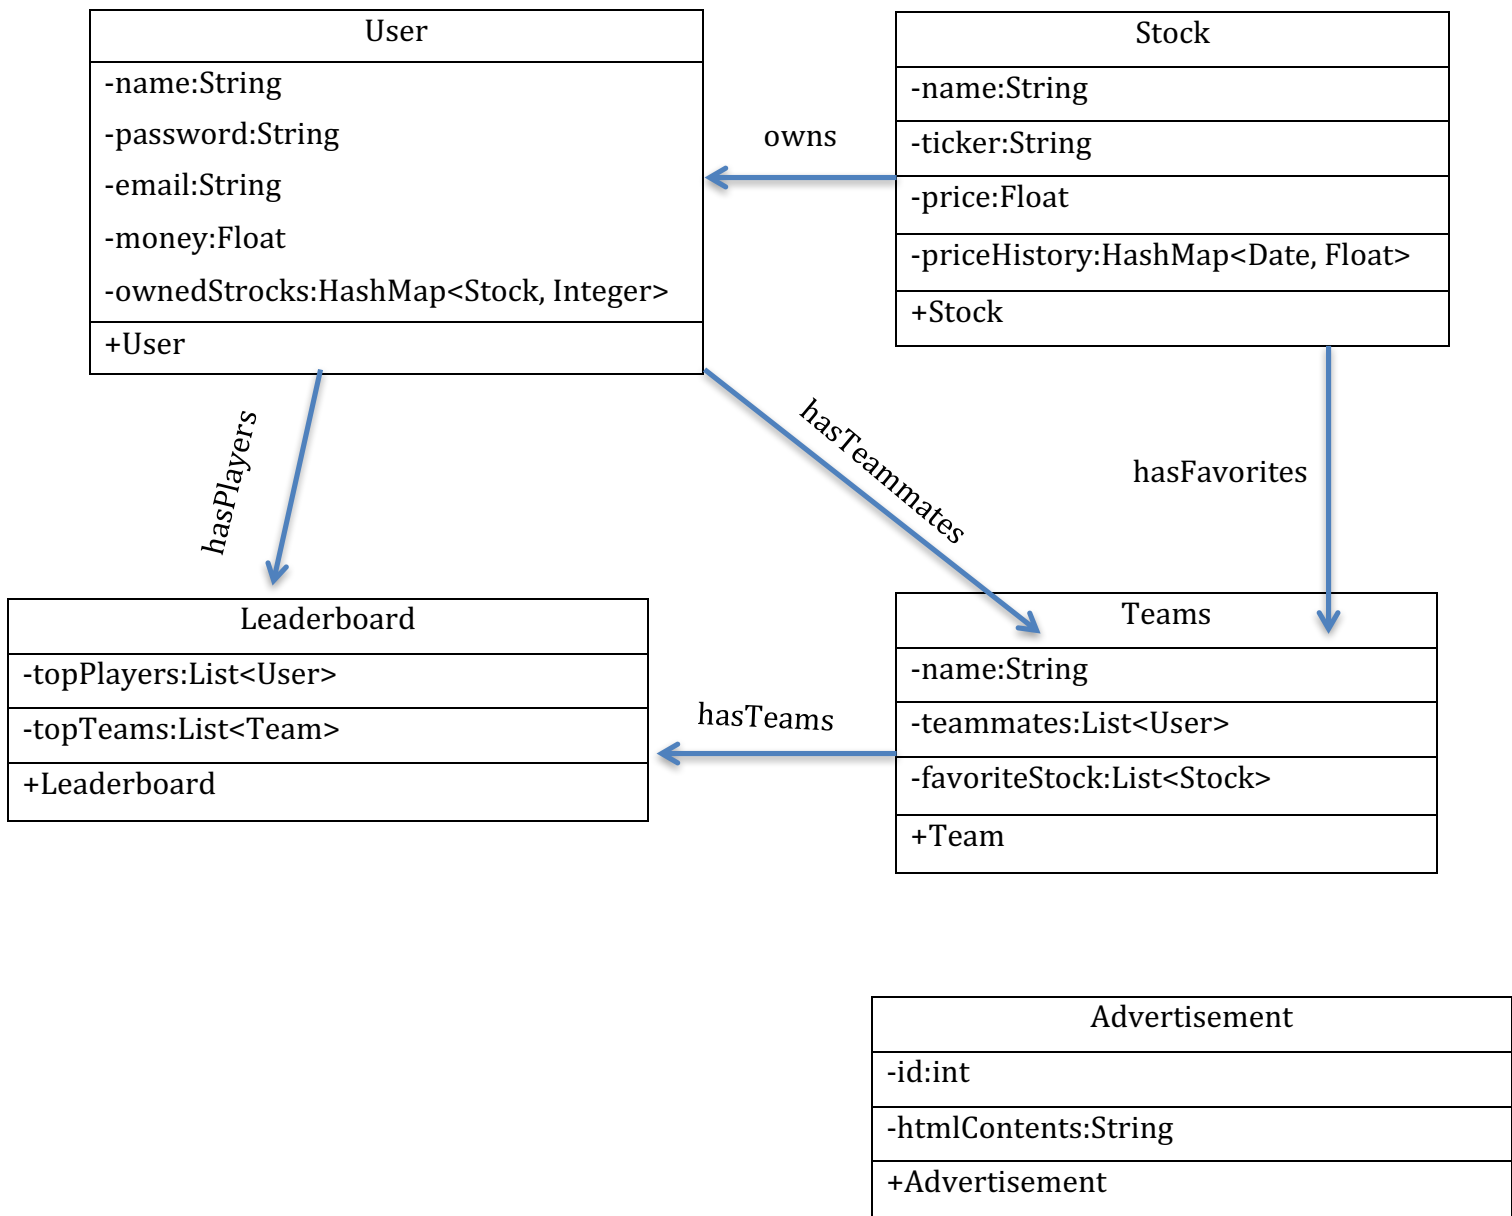 User
-name:String
-password:String
-email:String
-money:Float
-ownedStrocks:HashMap<Stock, Integer>
+User
owns
Stock
-name:String
-ticker:String
-price:Float
-priceHistory:HashMap<Date, Float>
+Stock
hasPlayers
hasTeammates
hasFavorites
Leaderboard
-topPlayers:List<User>
-topTeams:List<Team>
+Leaderboard
hasTeams
Teams
-name:String
-teammates:List<User>
-favoriteStock:List<Stock>
+Team
Advertisement
-id:int
-htmlContents:String
+Advertisement